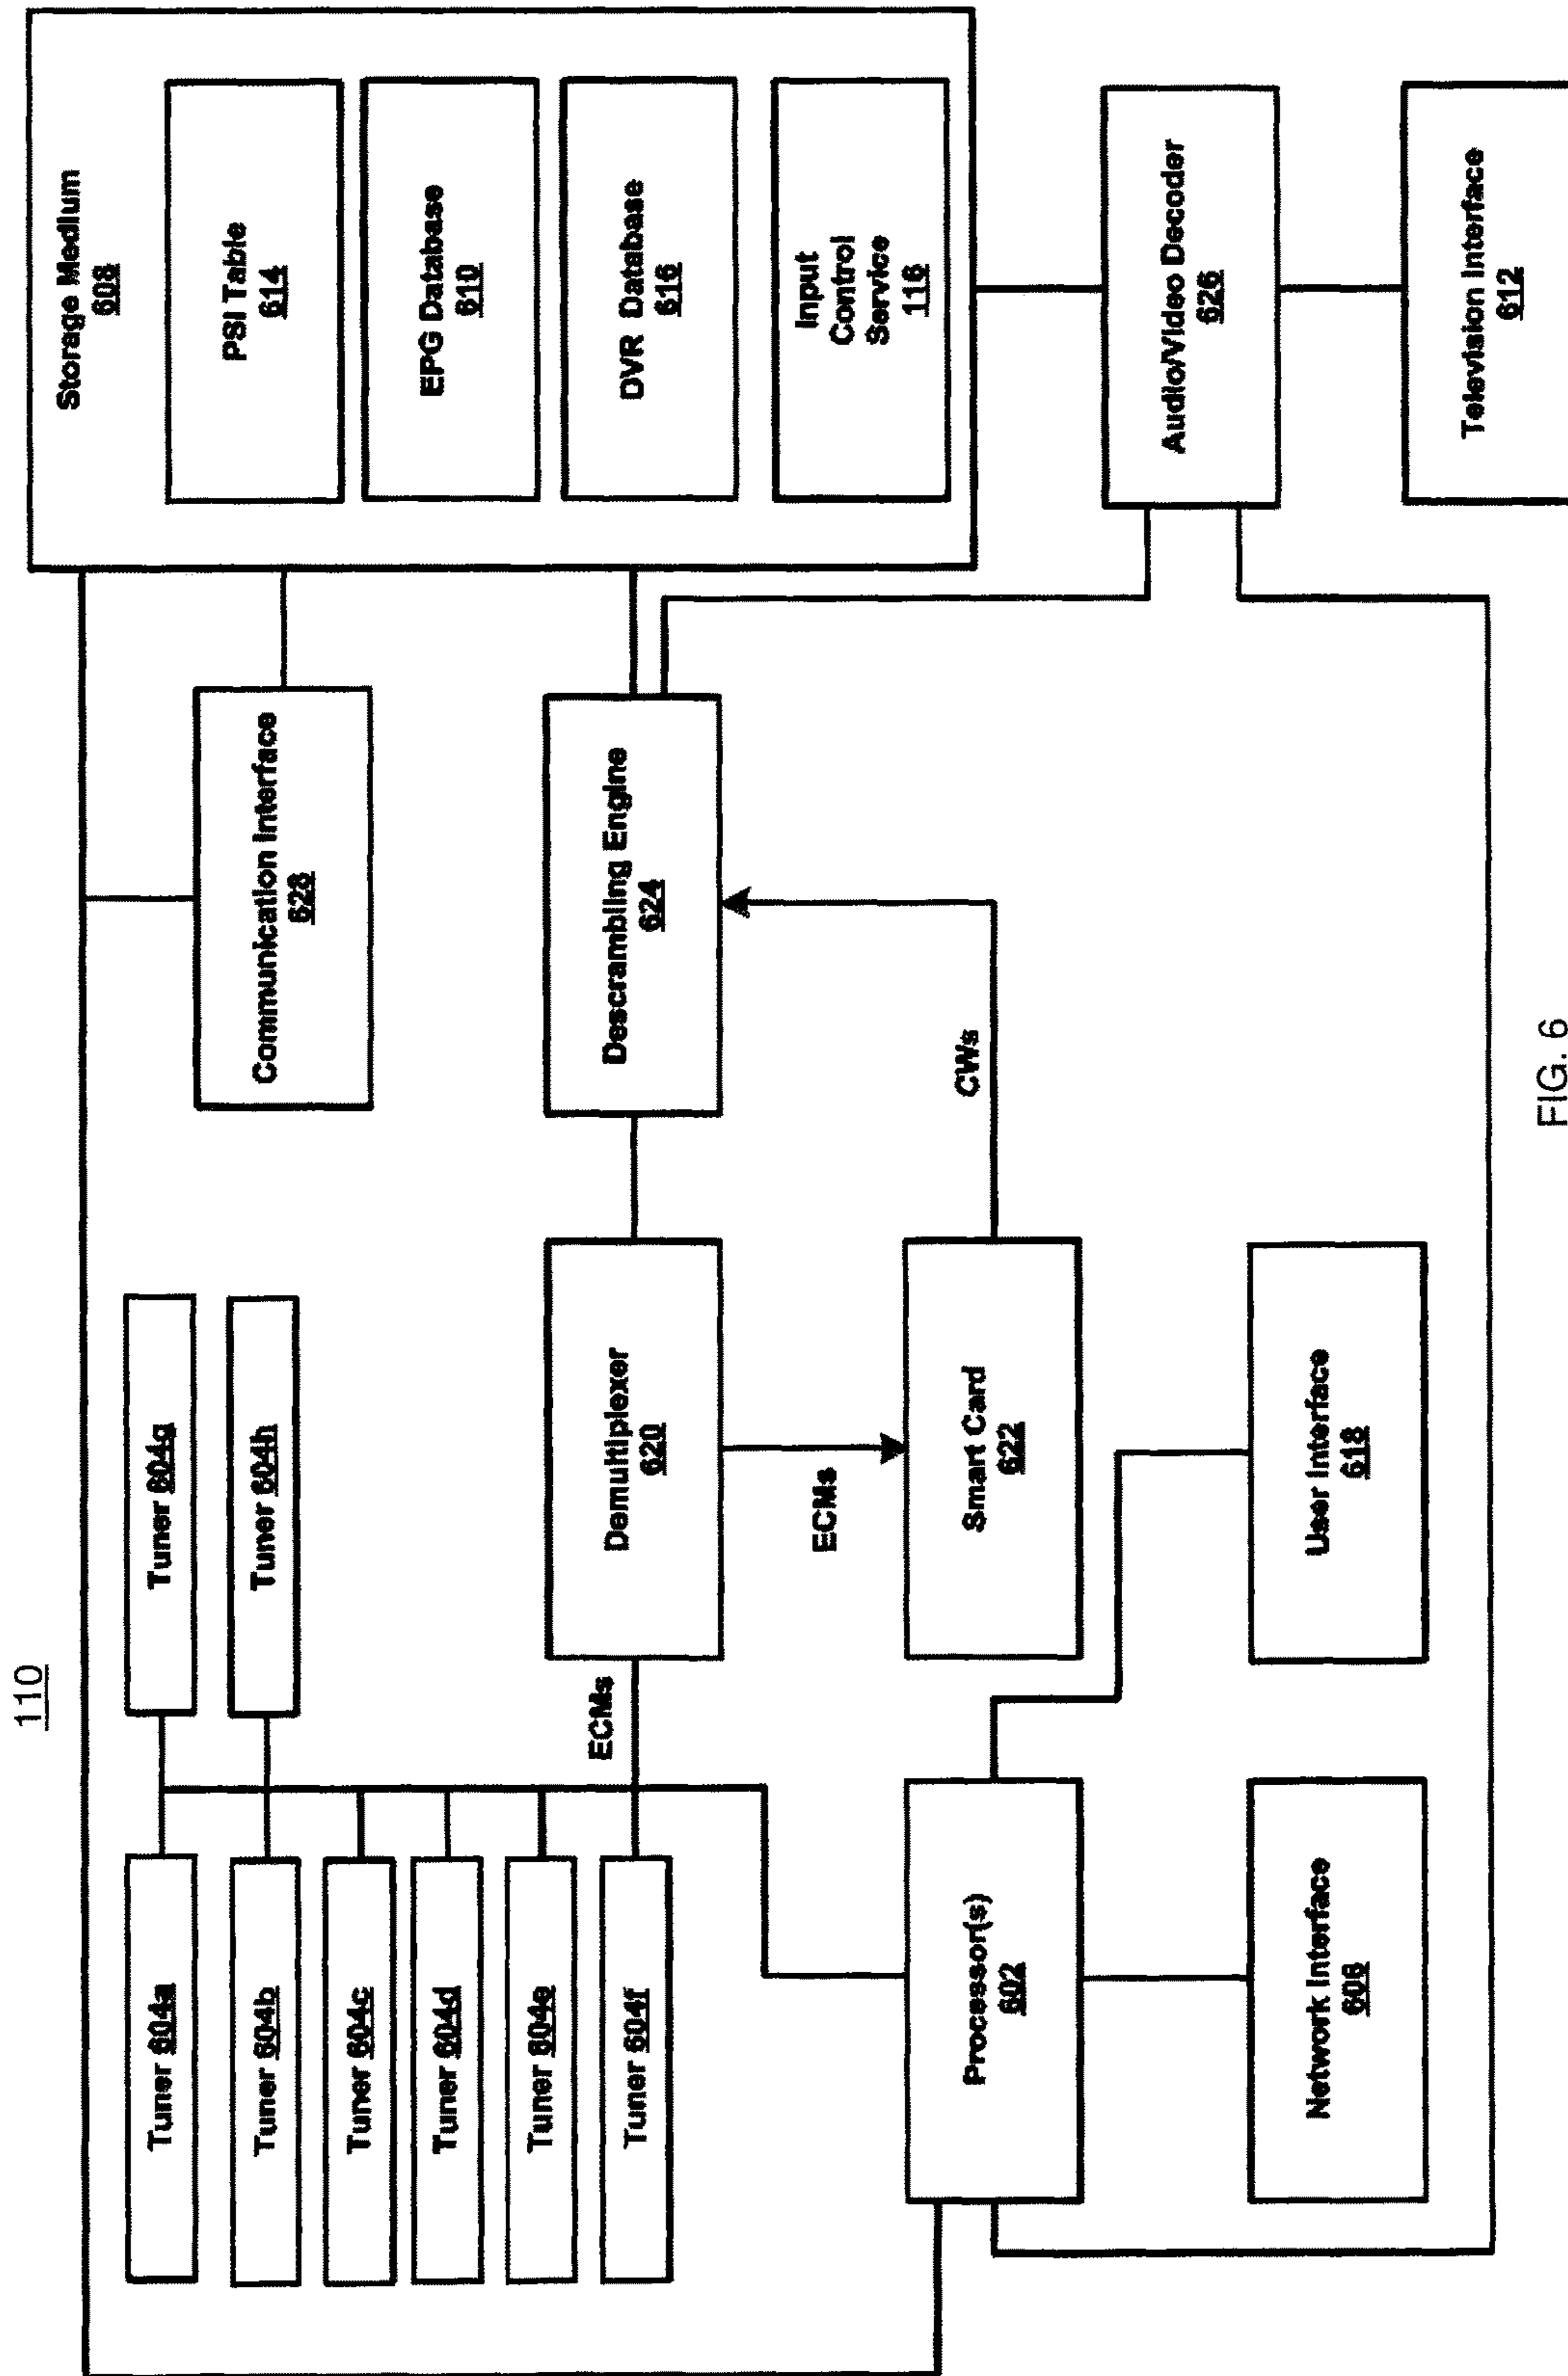 110
Tuner 604a
Tuner 604b
Tuner 604c
Tuner 604d
Tuner 604e
Tuner 604f
Tuner 604g
Tuner 604h
ECMs
Demultiplexer
620
ECMs
Smart Card
622
CWs
Descrambling Engine
624
Communication Interface
628
Storage Medium
608
PSI Table
614
EPG Database
610
DVR Database
616
Input
Control
Service
116
Processor(s)
602
Network Interface
606
User Interface
618
Audio/Video Decoder
626
Television Interface
612
FIG. 6